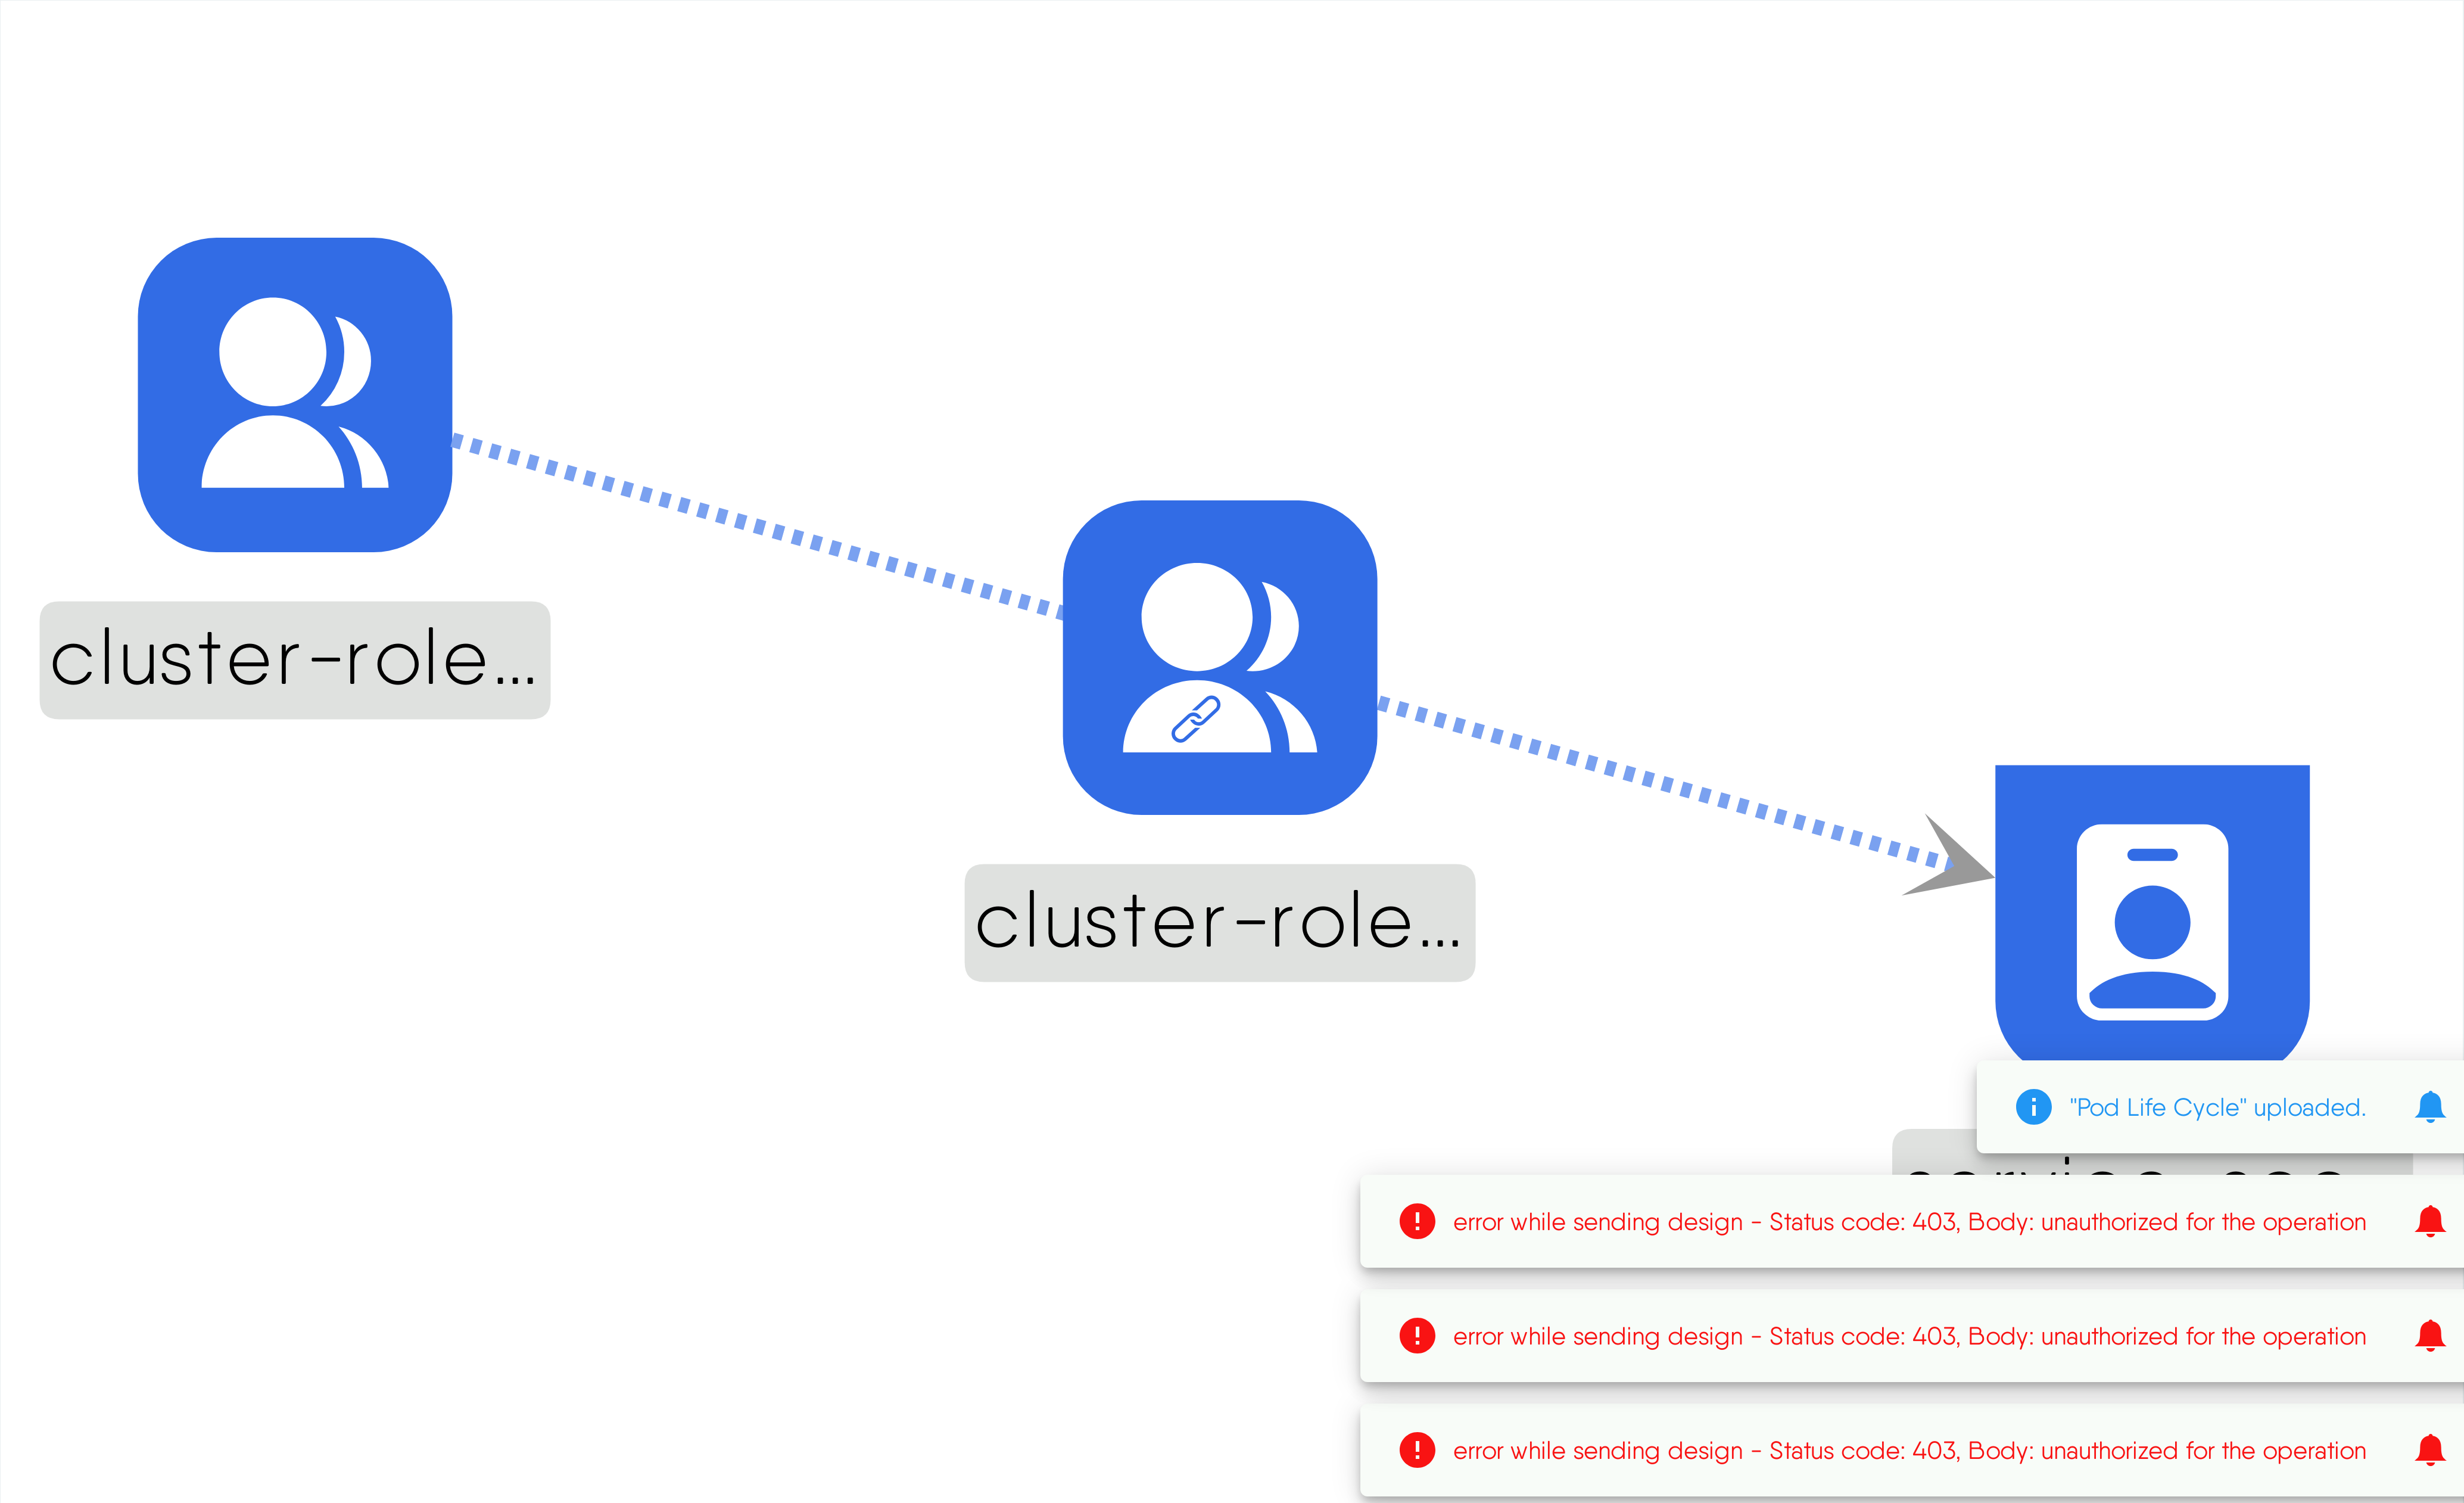 cluster-role...
cluster-role...
"Pod Life Cycle" uploaded.
error while sending design - Status code: 403, Body: unauthorized for the operation
error while sending design - Status code: 403, Body: unauthorized for the operation
error while sending design - Status code: 403, Body: unauthorized for the operation